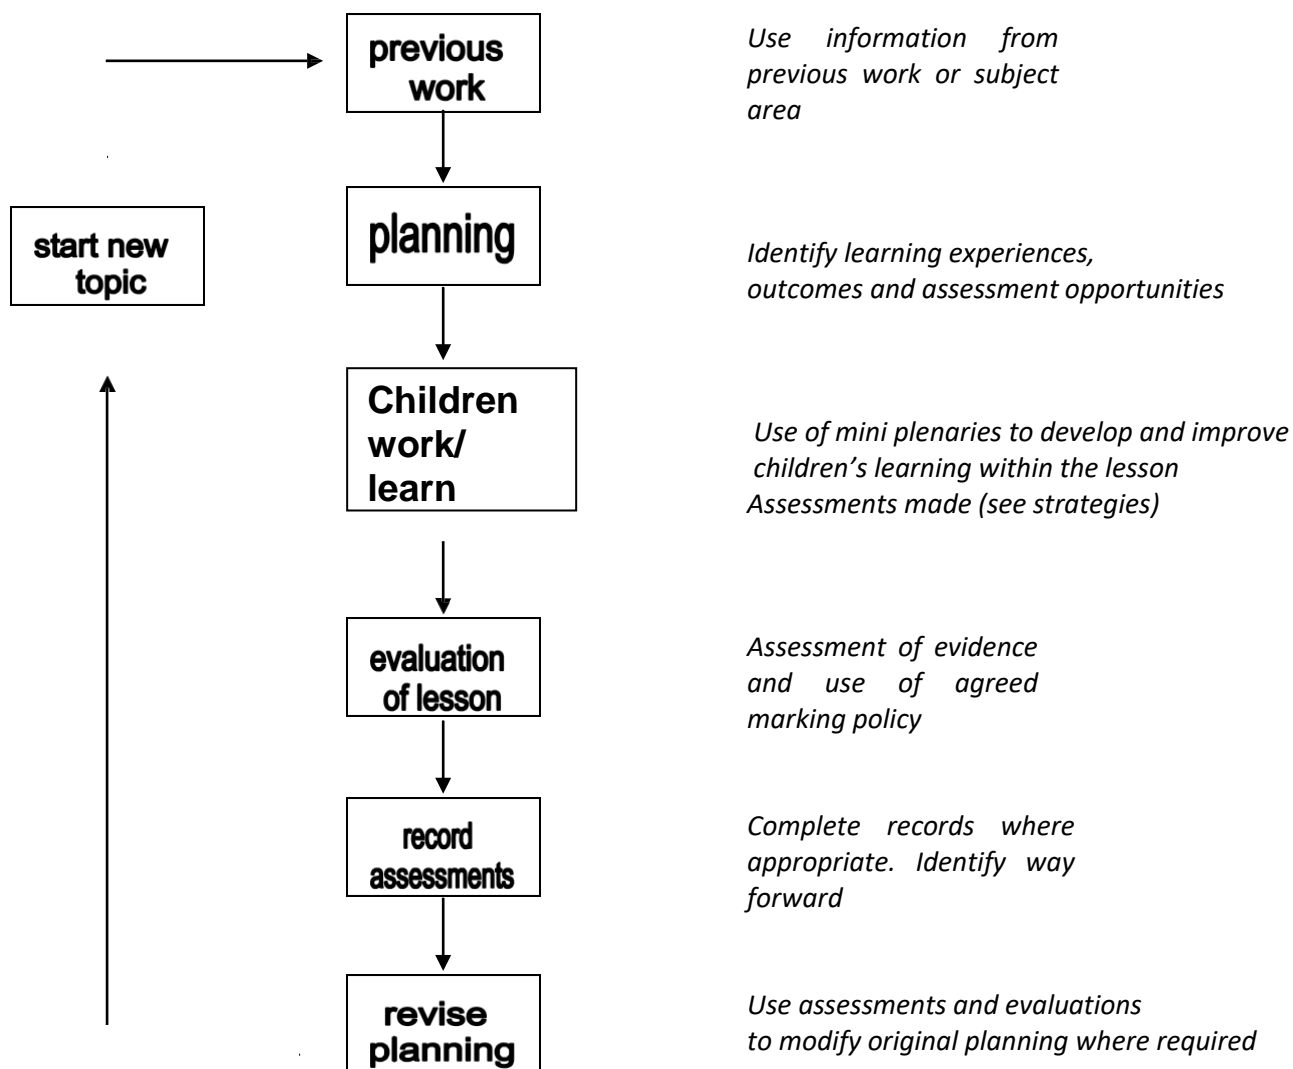 previous
work
Use information from
previous work or subject
area
start new
topic
planning
Identify learning experiences,
outcomes and assessment opportunities
Children
work/
learn
Use of mini plenaries to develop and improve
children’s learning within the lesson
Assessments made (see strategies)
evaluation
of lesson
Assessment of evidence
and use of agreed
marking policy
record
assessments
Complete records where
appropriate. Identify way
forward
revise
planning
Use assessments and evaluations
to modify original planning where required